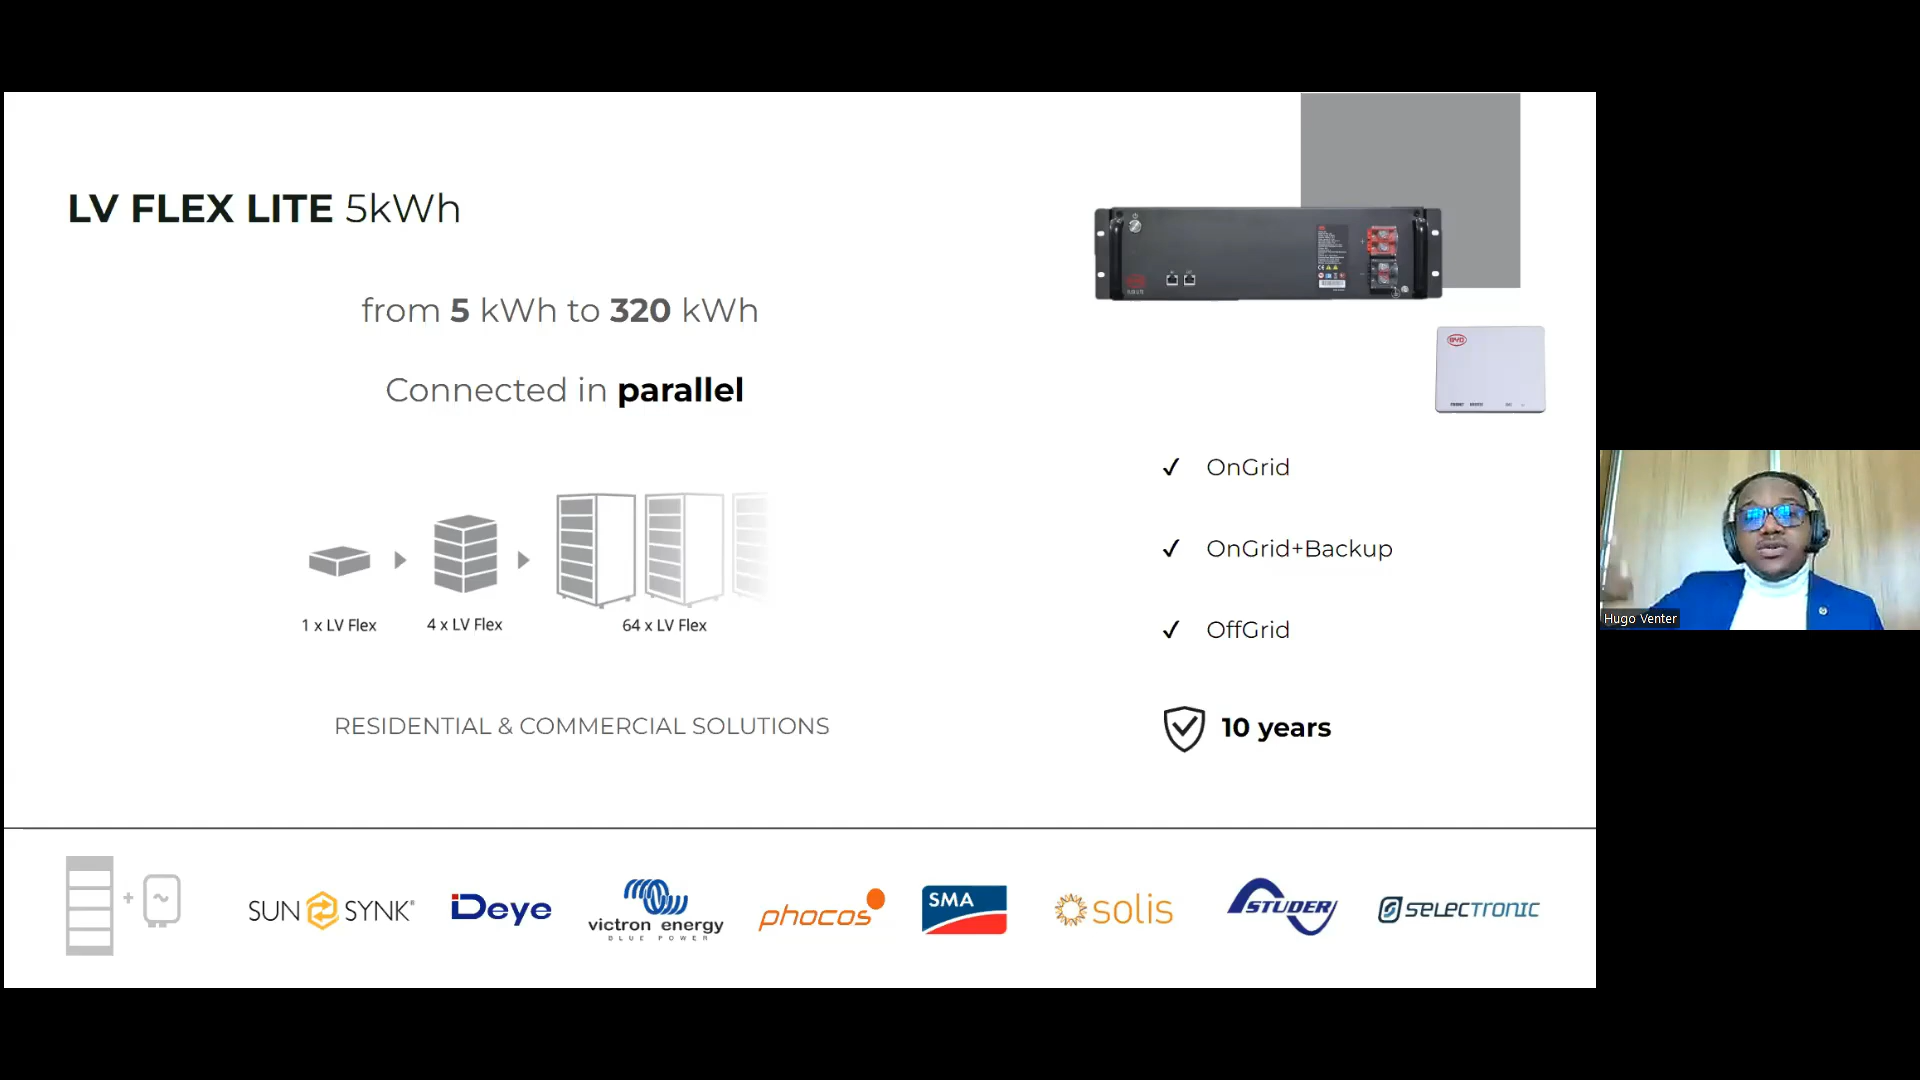 LV FLEX LITE 5kWh
from 5 kWh to 320 kWh
Connected in parallel
1 x LV Flex
4 x LV Flex
64 x LV Flex
RESIDENTIAL & COMMERCIAL SOLUTIONS
BYD
✓ OnGrid
✓ OnGrid+Backup
✓ OffGrid
10 years
Hugo Venter
SUN SYNK®
Deye
victron energy
BLUE POWER
phocos
SMA
solis
STUDER
SELECTRONIC